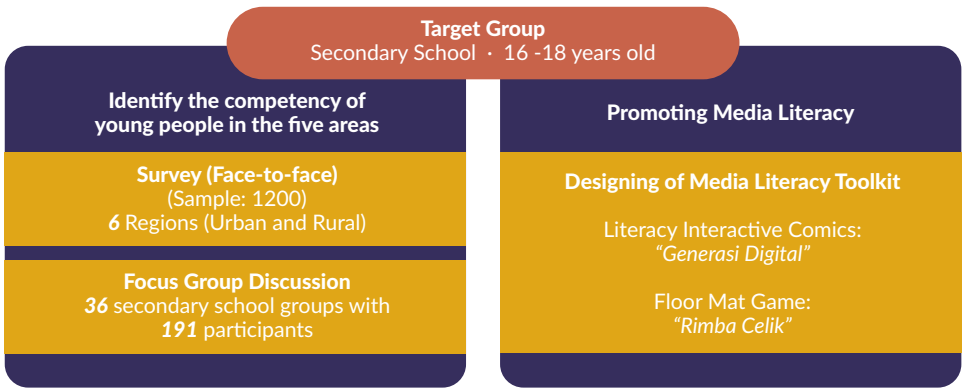 Target Group
Secondary School · 16 -18 years old
Identify the competency of
young people in the five areas
Survey (Face-to-face)
(Sample: 1200)
6 Regions (Urban and Rural)
Focus Group Discussion
36 secondary school groups with
191 participants
Promoting Media Literacy
Designing of Media Literacy Toolkit
Literacy Interactive Comics:
“Generasi Digital”
Floor Mat Game:
“Rimba Celik”